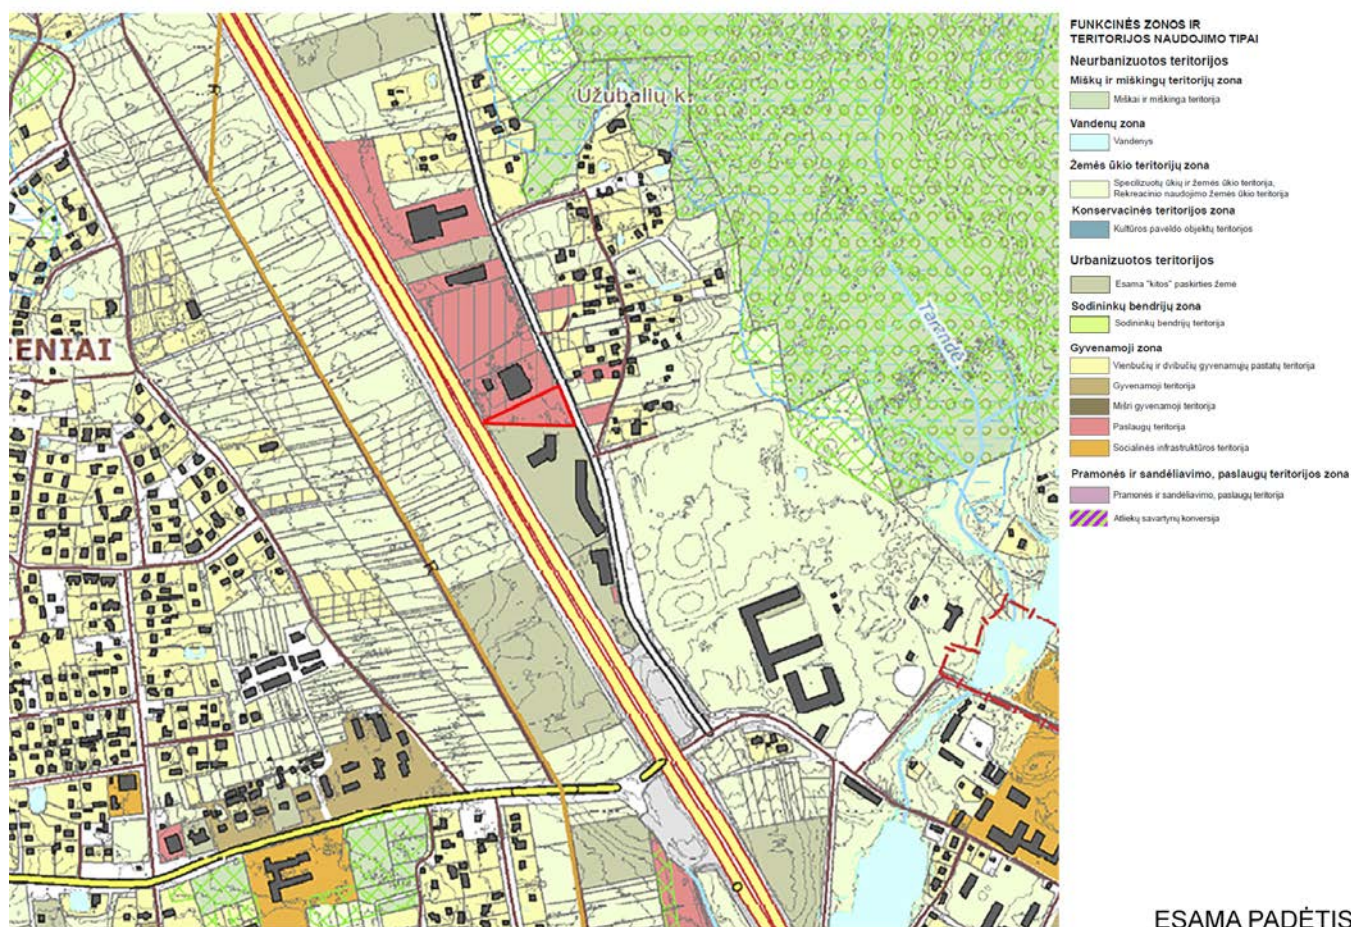 Užubalių k.
ENIAI
R
R
Tarandė
FUNKCINĖS ZONOS IR
TERITORIJOS NAUDOJIMO TIPAI
Neurbanizuotos teritorijos
Miškų ir miškingų teritorijų zona
Miškai ir miškinga teritorija
Vandenų zona
Vandenys
Žemės ūkio teritorijų zona
Specilizuotų ūkių ir žemės ūkio teritorija,
Rekreacinio naudojimo žemės ūkio teritorija
Konservacinės teritorijos zona
Kultūros paveldo objektų teritorijos
Urbanizuotos teritorijos
Esama "kitos" paskirties žemė
Sodininkų bendrijų zona
Sodininkų bendrijų teritorija
Gyvenamoji zona
Vienbučių ir dvibučių gyvenamųjų pastatų teritorija
Gyvenamoji teritorija
Mišri gyvenamoji teritorija
Paslaugų teritorija
Socialinės infrastruktūros teritorija
Pramonės ir sandėliavimo, paslaugų teritorijos zona
Pramonės ir sandėliavimo, paslaugų teritorija
Atliekų savartynų konversija
ESAMA PADĖTIS